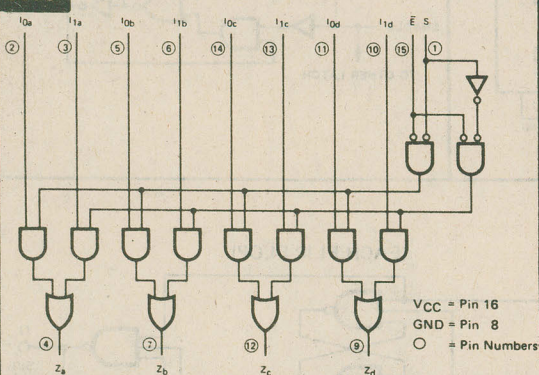 I0a I1a I0b I1b I0c I1c I0d I1d E̅ S
2 3 5 6 14 13 11 10 15 1
VCC = Pin 16
GND = Pin 8
○ = Pin Numbers
4 7 12 9
Za Zb Zc Zd